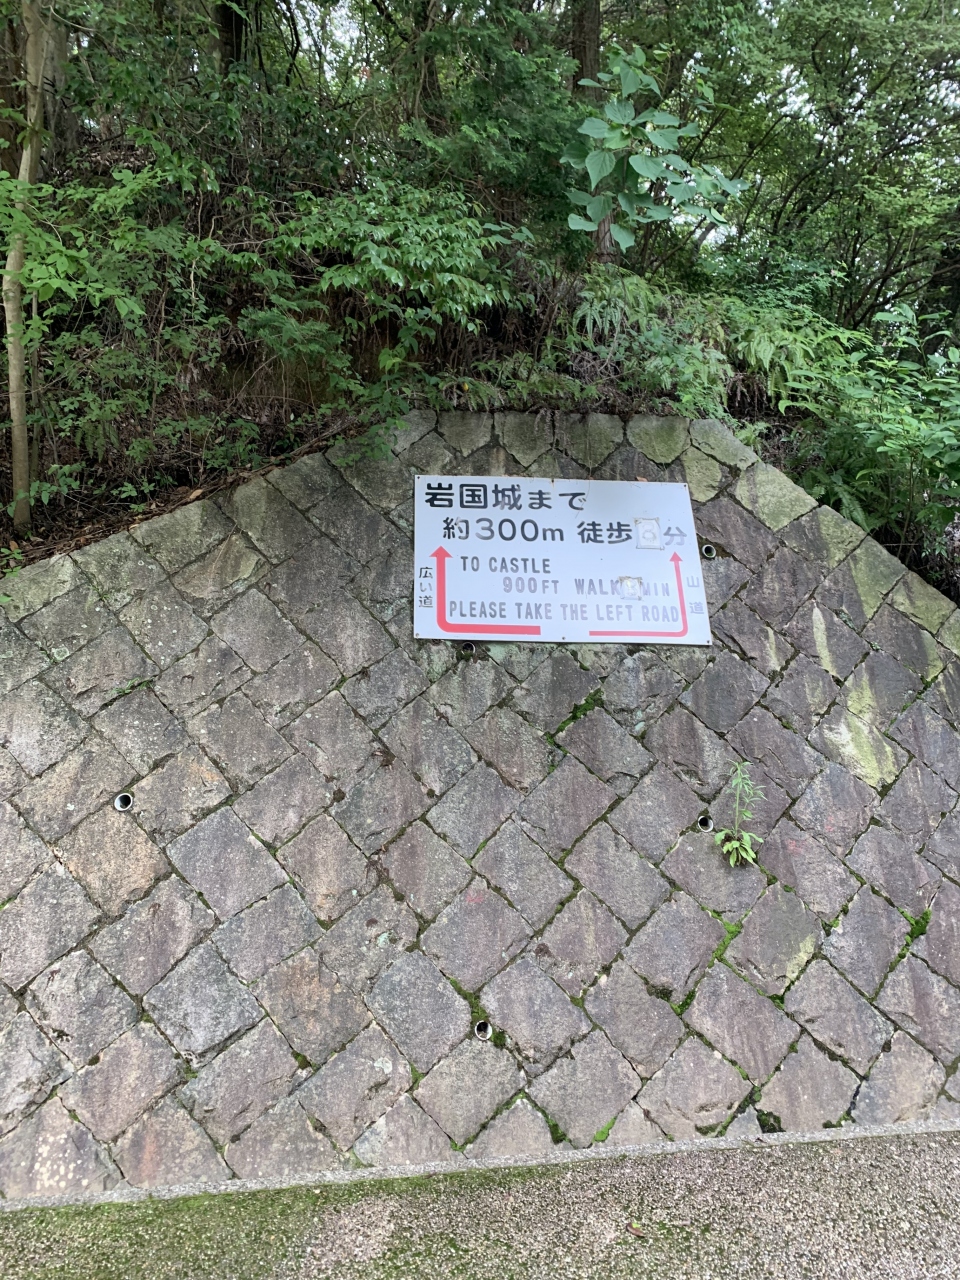 岩国城まで
約300m 徒歩8分
TO CASTLE
900FT WALK MIN
PLEASE TAKE THE LEFT ROAD
広い道
山道